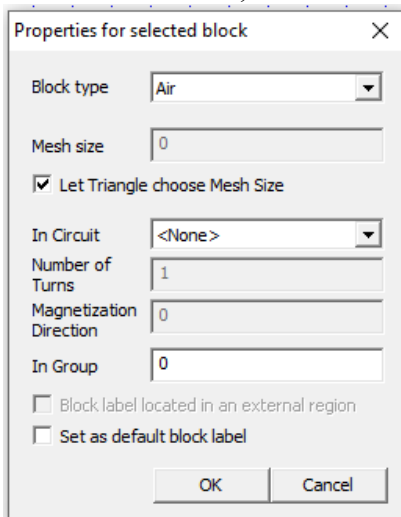 Properties for selected block
Block type Air
Mesh size 0
Let Triangle choose Mesh Size
In Circuit <None>
Number of
Turns 1
Magnetization
Direction 0
In Group 0
Block label located in an external region
Set as default block label
OK Cancel